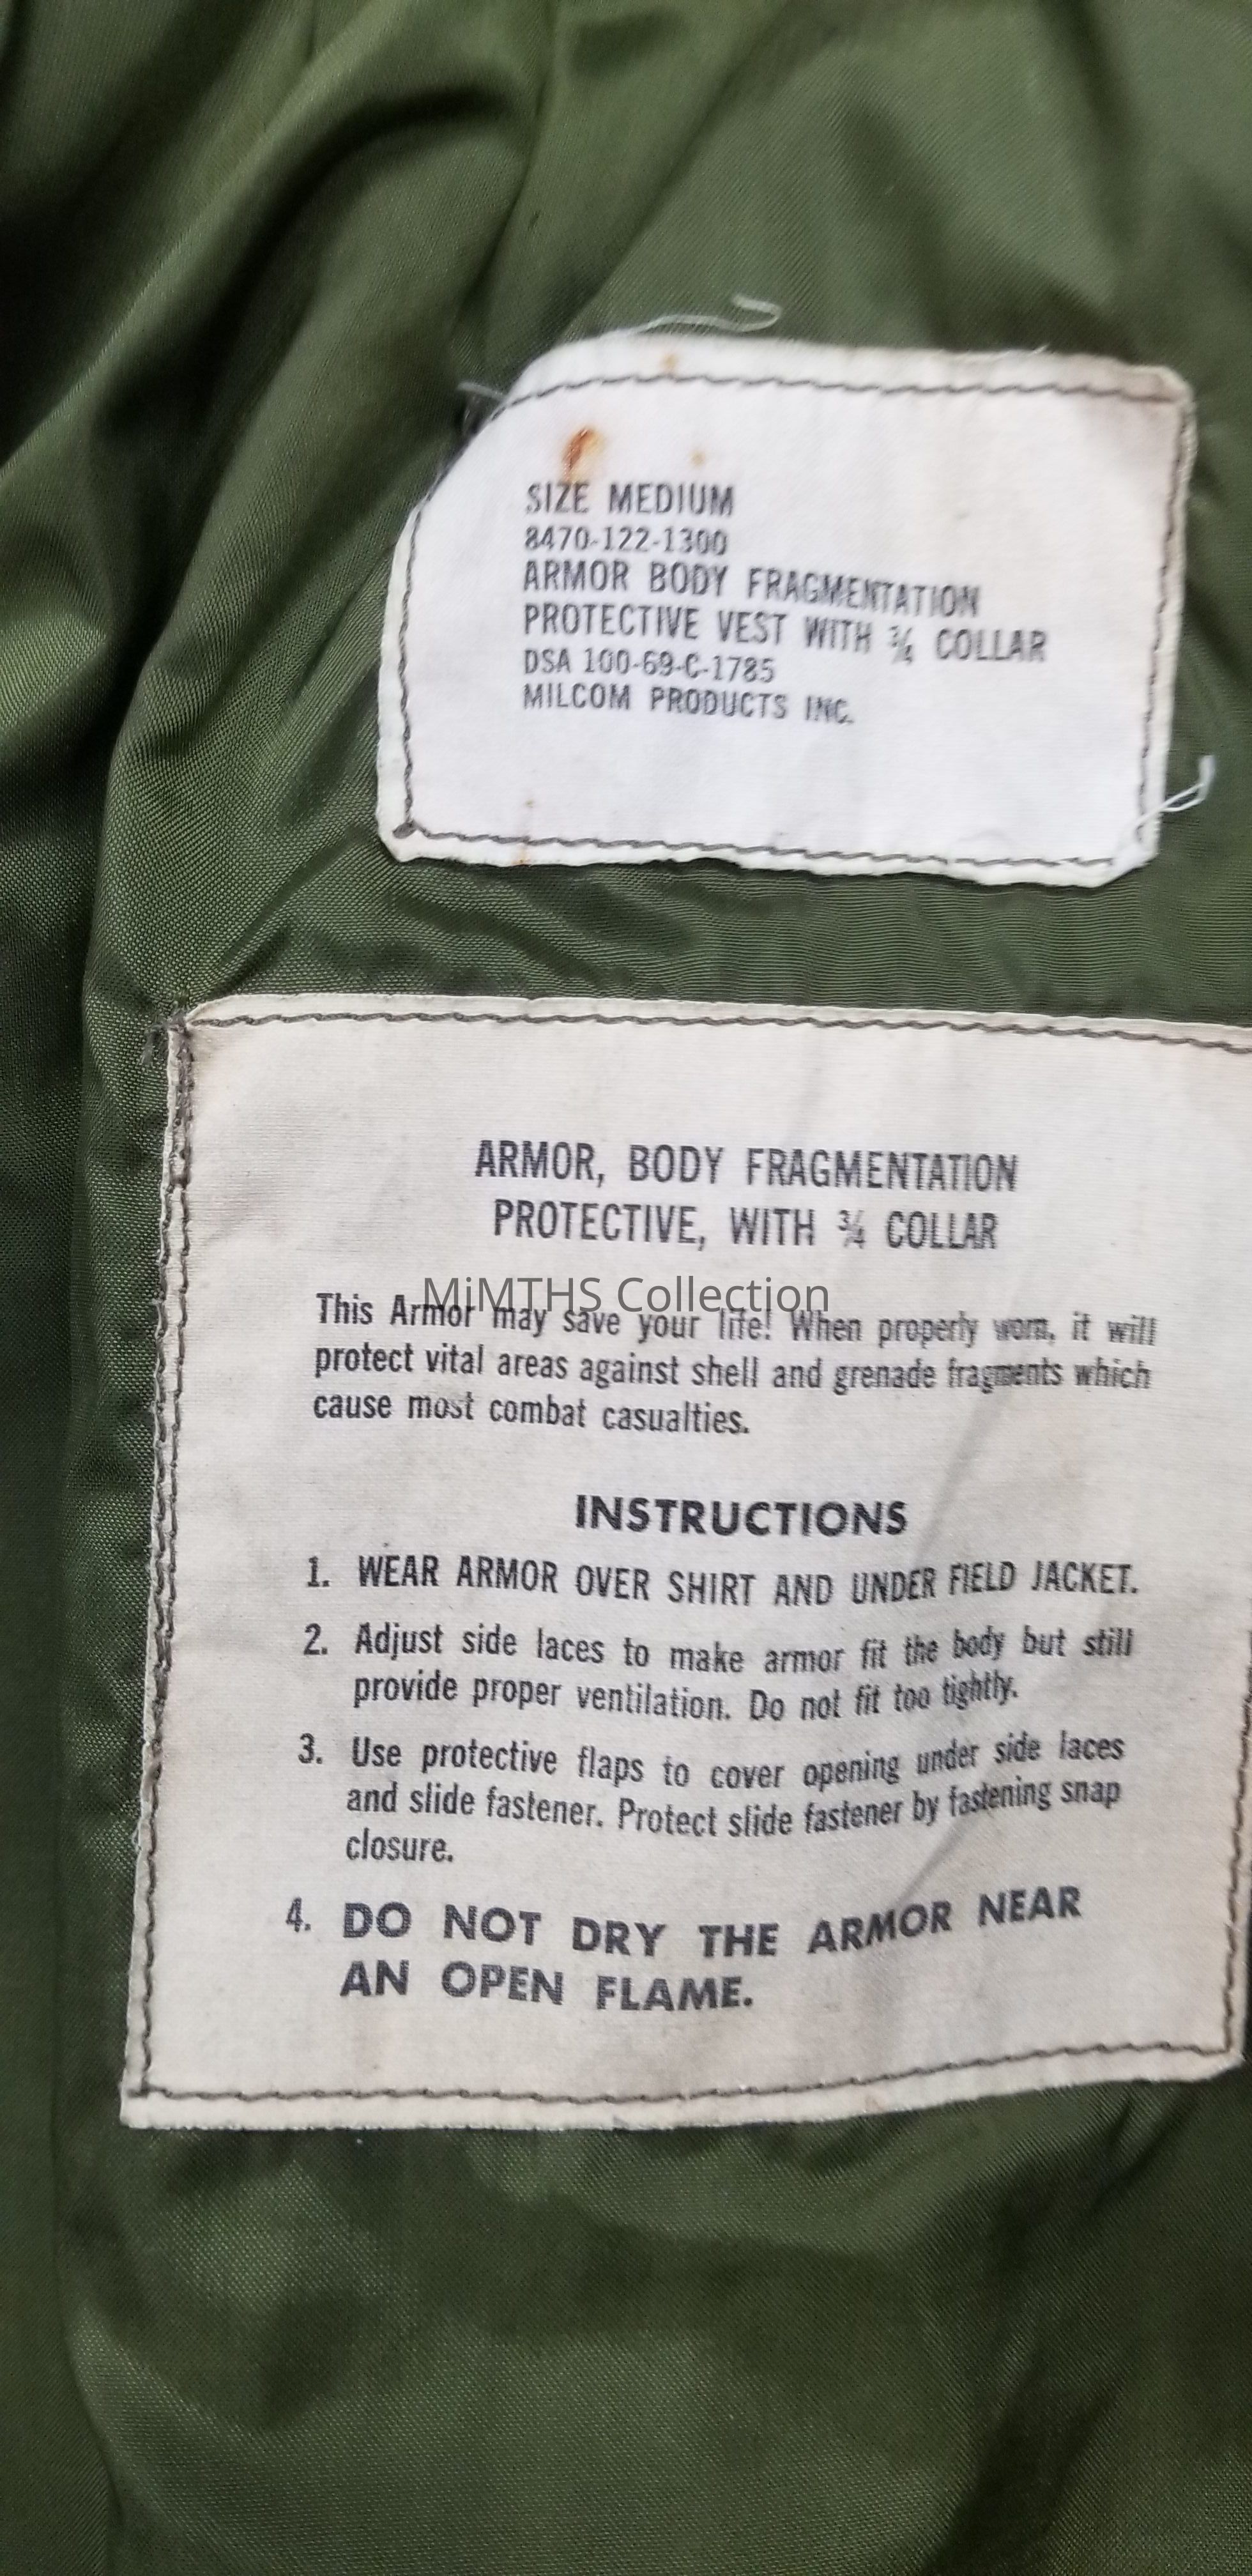 SIZE MEDIUM
8470-122-1300
ARMOR BODY FRAGMENTATION
PROTECTIVE VEST WITH ¾ COLLAR
DSA 100-69-C-1785
MILCOM PRODUCTS INC.
ARMOR, BODY FRAGMENTATION
PROTECTIVE, WITH ¾ COLLAR
MiMTHS Collection
This Armor may save your life! When properly worn, it will
protect vital areas against shell and grenade fragments which
cause most combat casualties.
INSTRUCTIONS
1. WEAR ARMOR OVER SHIRT AND UNDER FIELD JACKET.
2. Adjust side laces to make armor fit the body but still
provide proper ventilation. Do not fit too tightly.
3. Use protective flaps to cover opening under side laces
and slide fastener. Protect slide fastener by fastening snap
closure.
4. DO NOT DRY THE ARMOR NEAR
AN OPEN FLAME.